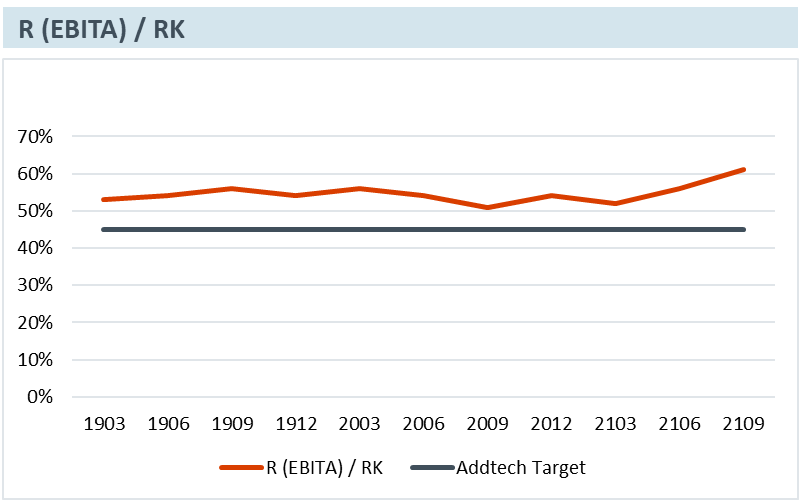 R (EBITA) / RK
70%
60%
50%
40%
30%
20%
10%
0%
1903 1906 1909 1912 2003 2006 2009 2012 2103 2106 2109
R (EBITA) / RK Addtech Target